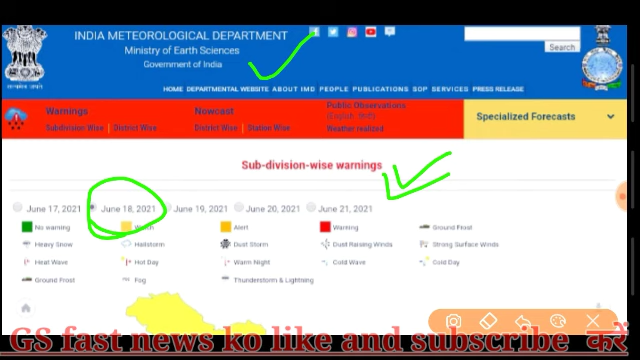 INDIA METEOROLOGICAL DEPARTMENT
Ministry of Earth Sciences
Government of India
Search
HOME DEPARTMENTAL WEBSITE ABOUT IMD PEOPLE PUBLICATIONS SOP SERVICES PRESS RELEASE
Warnings
Subdivision Wise | District Wise
Nowcast
District Wise | Station Wise
Public Observations
Weather realized
Specialized Forecasts
Sub-division-wise warnings
June 17, 2021 June 18, 2021 June 19, 2021 June 20, 2021 June 21, 2021
No warning Watch Alert Warning Ground Frost
Heavy Snow Hailstorm Dust Storm Dust Raising Winds Strong Surface Winds
Heat Wave Hot Day Warm Night Cold Wave Cold Day
Ground Frost Fog Thunderstorm & Lightning
GS fast news ko like and subscribe करें